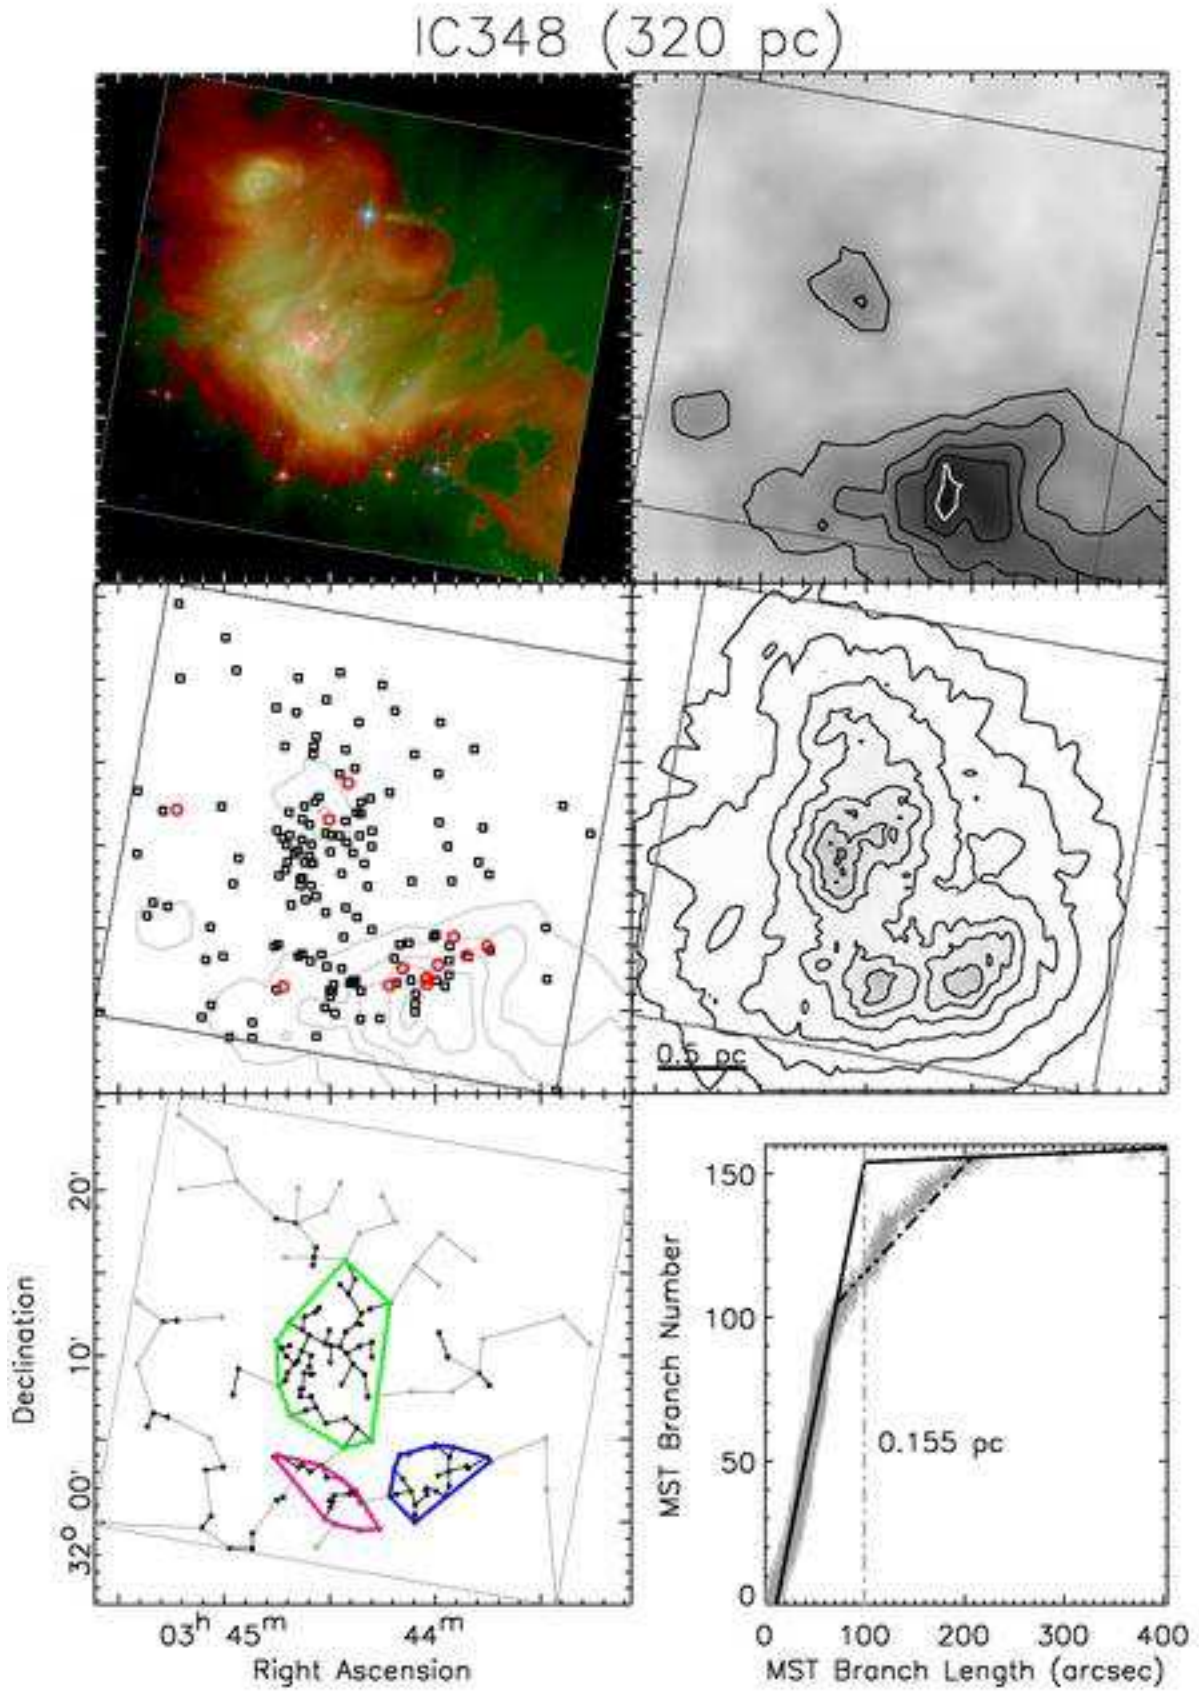 IC348 (320 pc)
0.5 pc
Declination
20'
10'
32° 00'
03ʰ 45ᵐ
44ᵐ
Right Ascension
MST Branch Number
150
100
50
0
0.155 pc
0 100 200 300 400
MST Branch Length (arcsec)